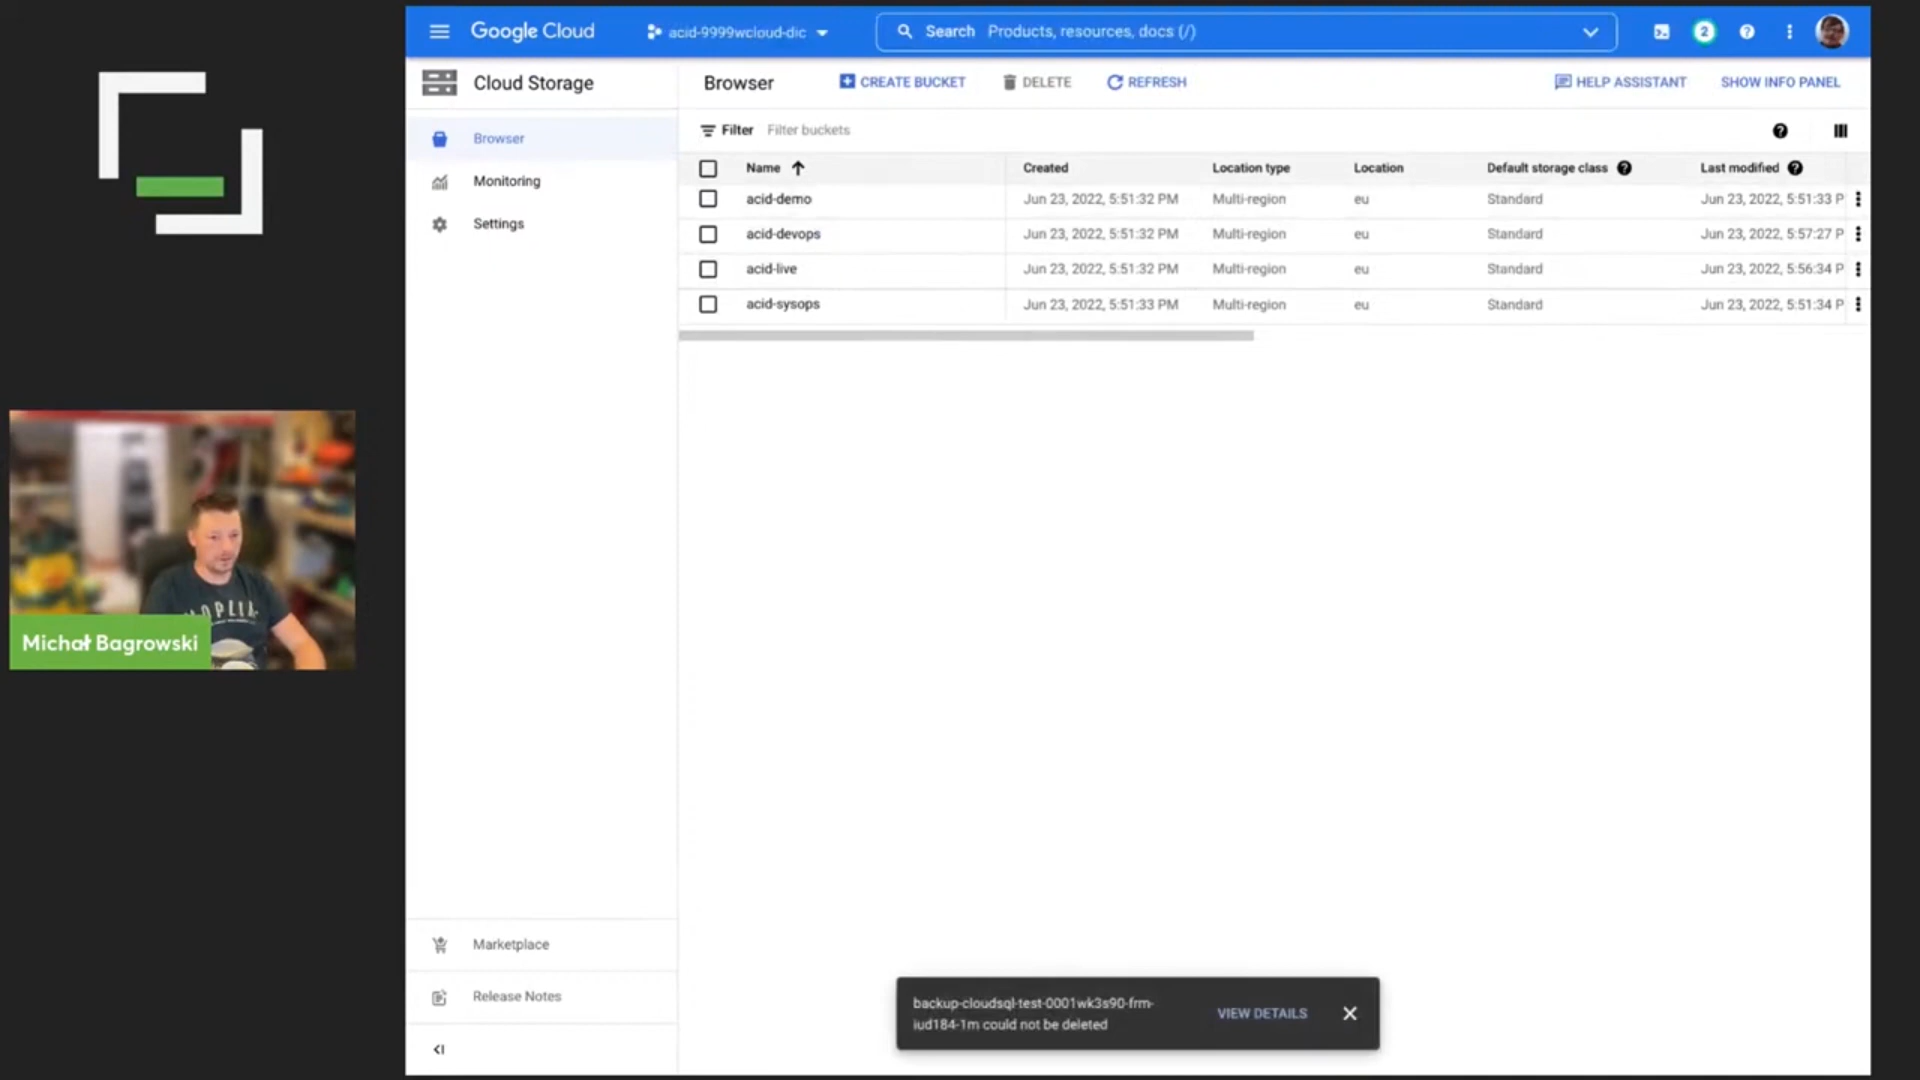 Google Cloud
acid-9999wcloud-dic
Search Products, resources, docs (/)
2
Cloud Storage
Browser
CREATE BUCKET
DELETE
REFRESH
HELP ASSISTANT
SHOW INFO PANEL
Browser
Monitoring
Settings
Filter Filter buckets
Name Created Location type Location Default storage class Last modified
acid-demo Jun 23, 2022, 5:51:32 PM Multi-region eu Standard Jun 23, 2022, 5:51:33 P
acid-devops Jun 23, 2022, 5:51:32 PM Multi-region eu Standard Jun 23, 2022, 5:57:27 P
acid-live Jun 23, 2022, 5:51:32 PM Multi-region eu Standard Jun 23, 2022, 5:56:34 P
acid-sysops Jun 23, 2022, 5:51:33 PM Multi-region eu Standard Jun 23, 2022, 5:51:34 P
Michał Bagrowski
Marketplace
Release Notes
backup-cloudsql-test-0001wk3s90-frm-
iud184-1m could not be deleted
VIEW DETAILS